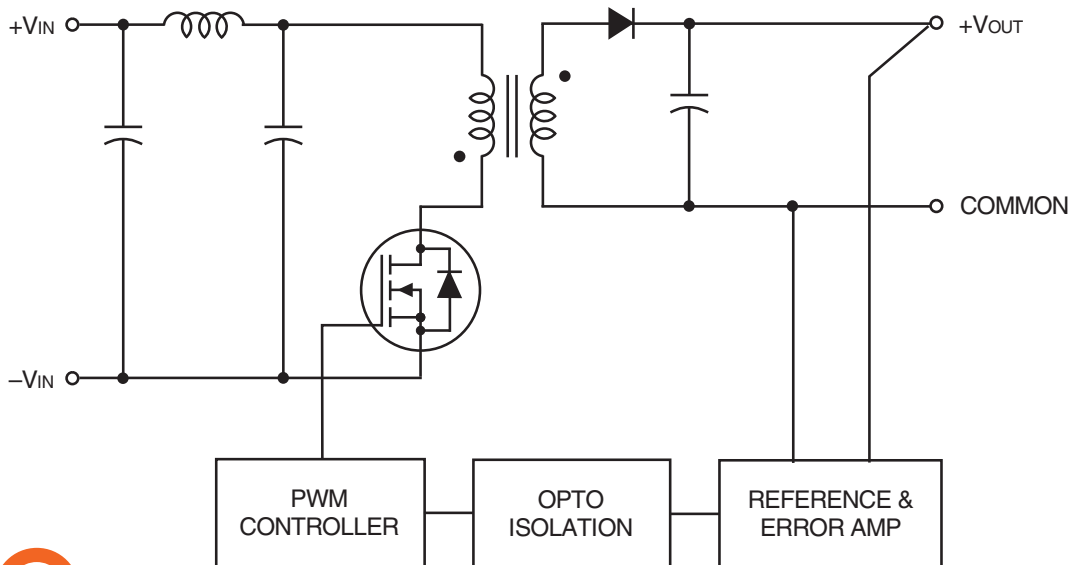 +VIN
+VOUT
COMMON
–VIN
PWM
CONTROLLER
OPTO
ISOLATION
REFERENCE &
ERROR AMP